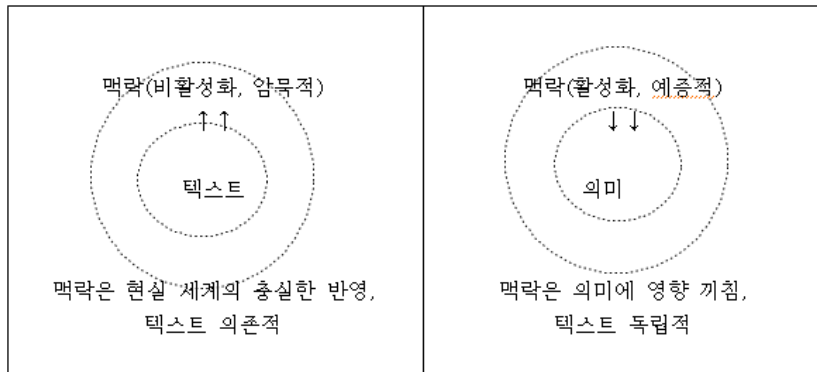 맥락(비활성화, 암묵적)
↑ ↑
텍스트
맥락은 현실 세계의 충실한 반영,
텍스트 의존적
맥락(활성화, 예증적)
↓ ↓
의미
맥락은 의미에 영향 끼침,
텍스트 독립적